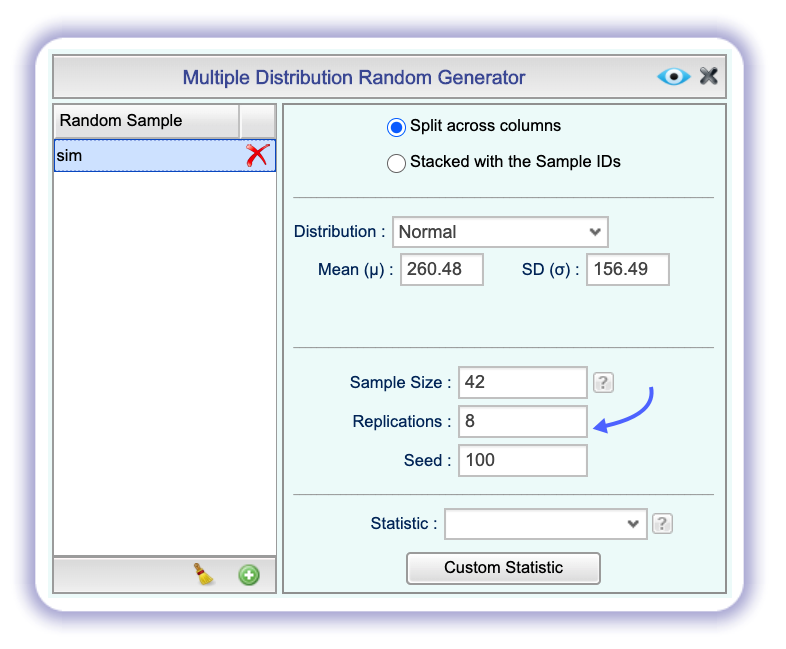 Multiple Distribution Random Generator
Random Sample
sim
Split across columns
Stacked with the Sample IDs
Distribution : Normal
Mean (μ) : 260.48 SD (σ) : 156.49
Sample Size : 42 ?
Replications : 8
Seed : 100
Statistic : ?
Custom Statistic